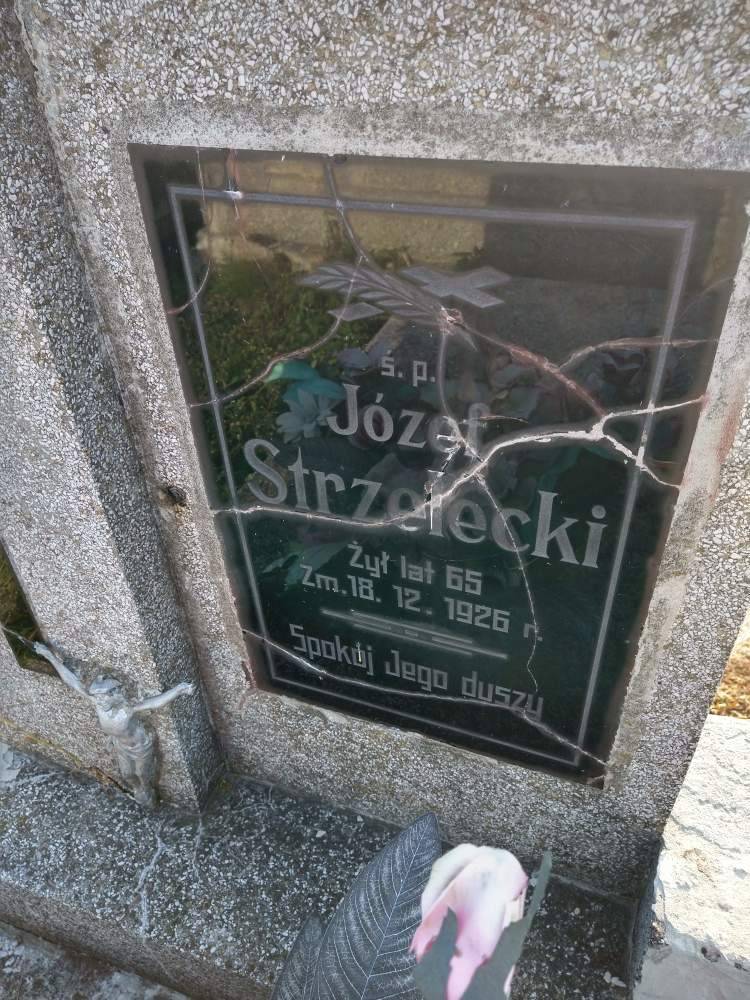 ś. p.
Józef
Strzelecki
Żył lat 65
Zm. 18. 12. 1926 r.
Spokój Jego duszy